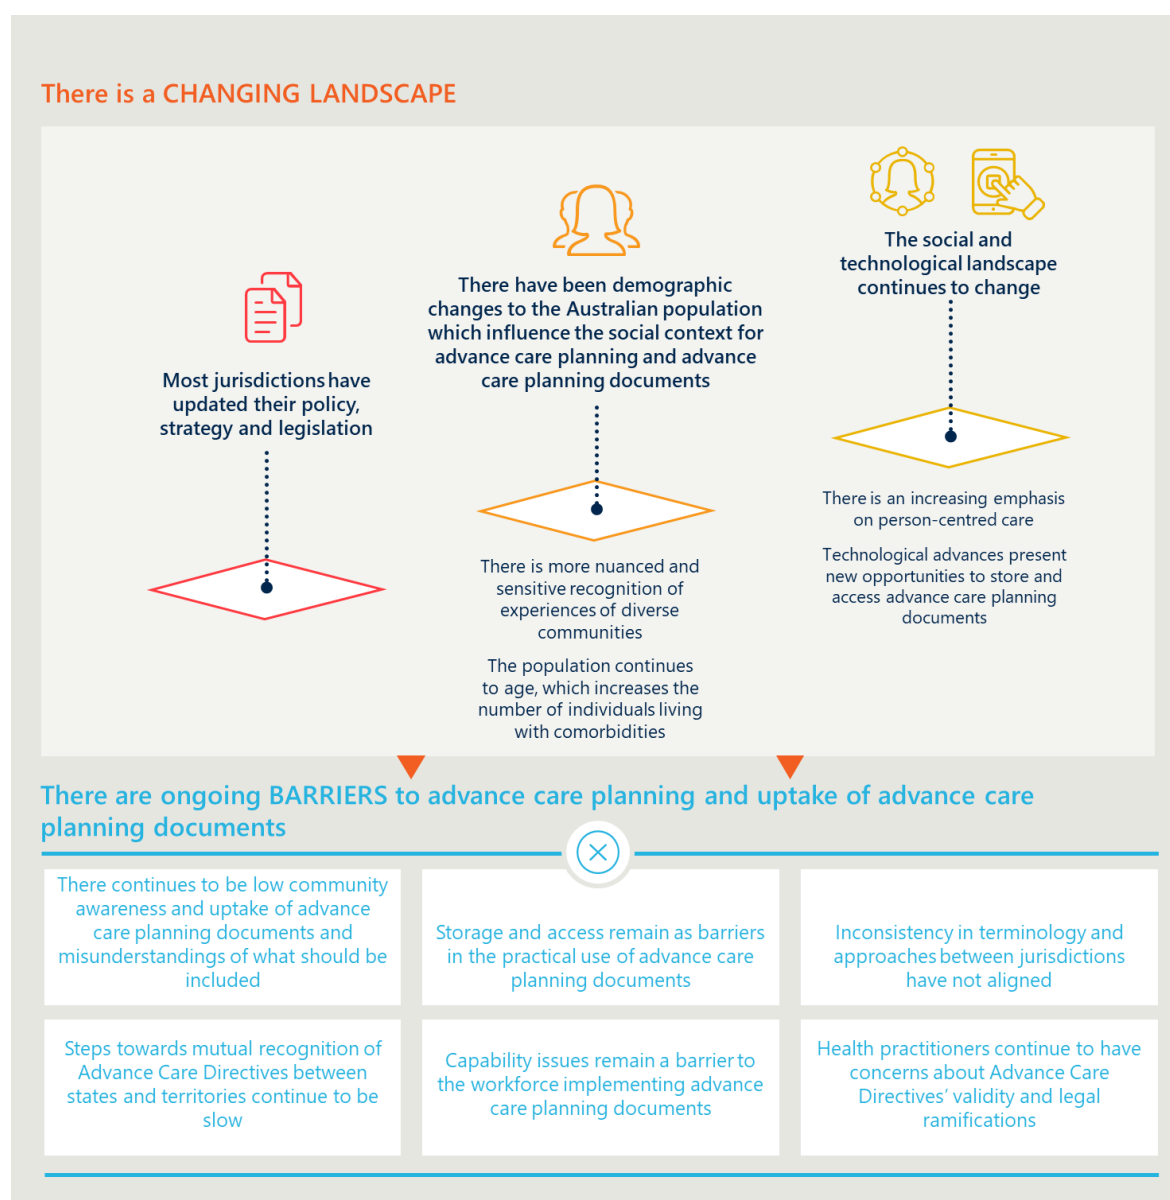 There is a CHANGING LANDSCAPE
Most jurisdictions have
updated their policy,
strategy and legislation
There have been demographic
changes to the Australian population
which influence the social context for
advance care planning and advance
care planning documents
There is more nuanced and
sensitive recognition of
experiences of diverse
communities
The population continues
to age, which increases the
number of individuals living
with comorbidities
The social and
technological landscape
continues to change
There is an increasing emphasis
on person-centred care
Technological advances present
new opportunities to store and
access advance care planning
documents
There are ongoing BARRIERS to advance care planning and uptake of advance care
planning documents
There continues to be low community
awareness and uptake of advance
care planning documents and
misunderstandings of what should be
included
Storage and access remain as barriers
in the practical use of advance care
planning documents
Inconsistency in terminology and
approaches between jurisdictions
have not aligned
Steps towards mutual recognition of
Advance Care Directives between
states and territories continue to be
slow
Capability issues remain a barrier to
the workforce implementing advance
care planning documents
Health practitioners continue to have
concerns about Advance Care
Directives’ validity and legal
ramifications